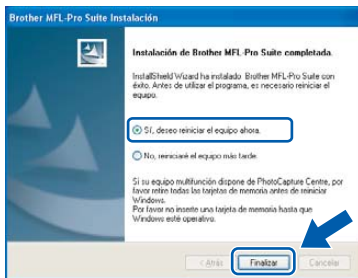 Brother MFL-Pro Suite Instalación
Instalación de Brother MFL-Pro Suite completada.
InstallShield Wizard ha instalado Brother MFL-Pro Suite con
éxito. Antes de utilizar el programa, es necesario reiniciar el
equipo.
Sí, deseo reiniciar el equipo ahora.
No, reiniciaré el equipo más tarde.
Si su equipo multifunción dispone de PhotoCapture Centre, por
favor retire todas las tarjetas de memoria antes de reiniciar
Windows.
Por favor no inserte una tarjeta de memoria hasta que
Windows esté operativo.
< Atrás Finalizar Cancelar